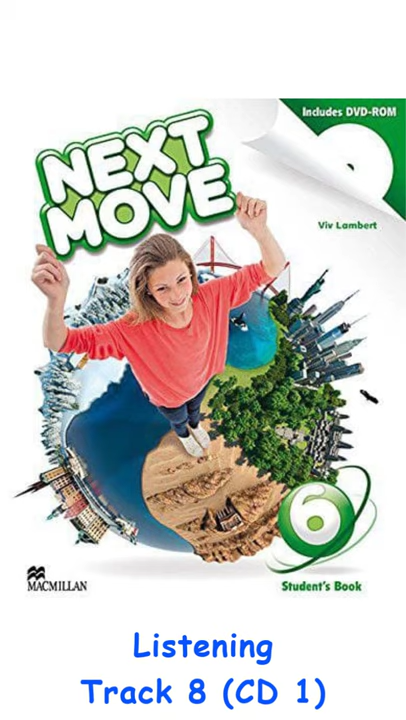 Includes DVD-ROM
NEXT
MOVE
Viv Lambert
6
MACMILLAN
Student's Book
Listening
Track 8 (CD 1)